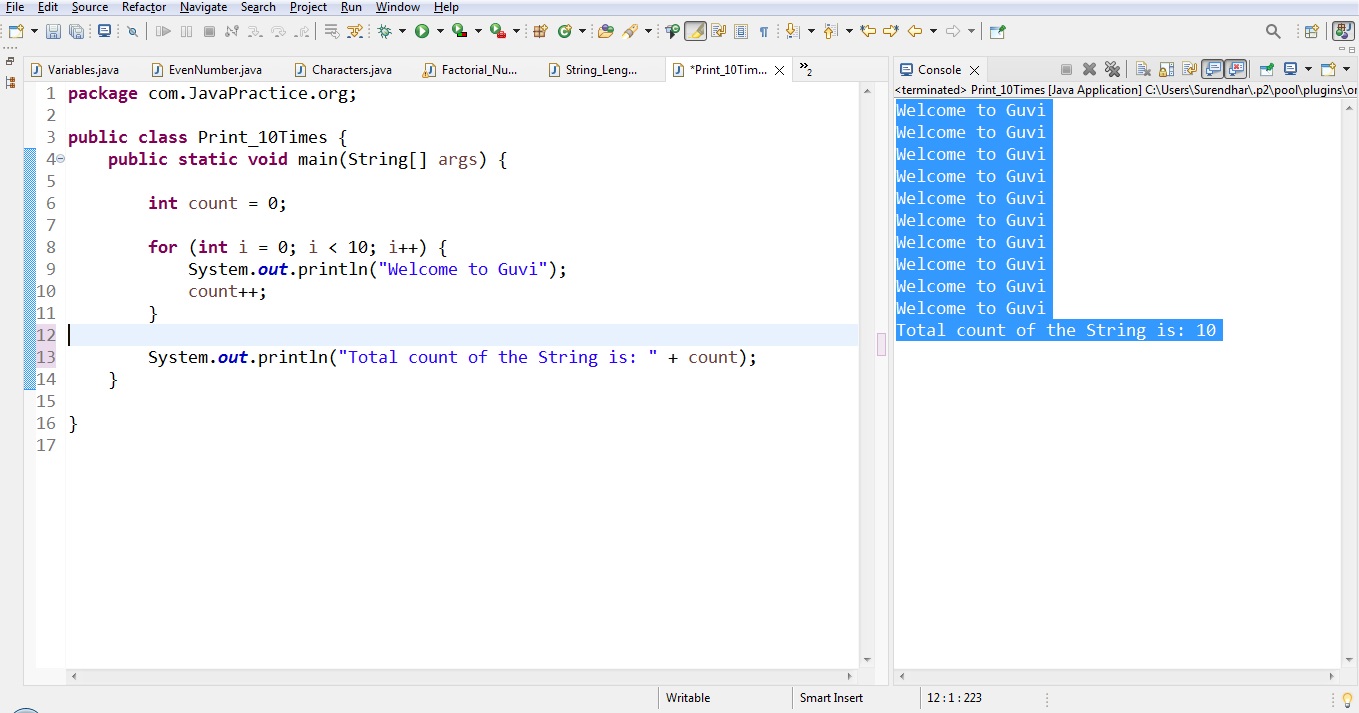 File Edit Source Refactor Navigate Search Project Run Window Help
Variables.java EvenNumber.java Characters.java Factorial_Nu... String_Leng... *Print_10Tim... »2
Console
<terminated> Print_10Times [Java Application] C:\Users\Surendhar\.p2\pool\plugins\or
1 package com.JavaPractice.org;
2
3 public class Print_10Times {
4 public static void main(String[] args) {
5
6 int count = 0;
7
8 for (int i = 0; i < 10; i++) {
9 System.out.println("Welcome to Guvi");
10 count++;
11 }
12
13 System.out.println("Total count of the String is: " + count);
14 }
15
16 }
17
Welcome to Guvi
Welcome to Guvi
Welcome to Guvi
Welcome to Guvi
Welcome to Guvi
Welcome to Guvi
Welcome to Guvi
Welcome to Guvi
Welcome to Guvi
Welcome to Guvi
Total count of the String is: 10
Writable Smart Insert 12 : 1 : 223